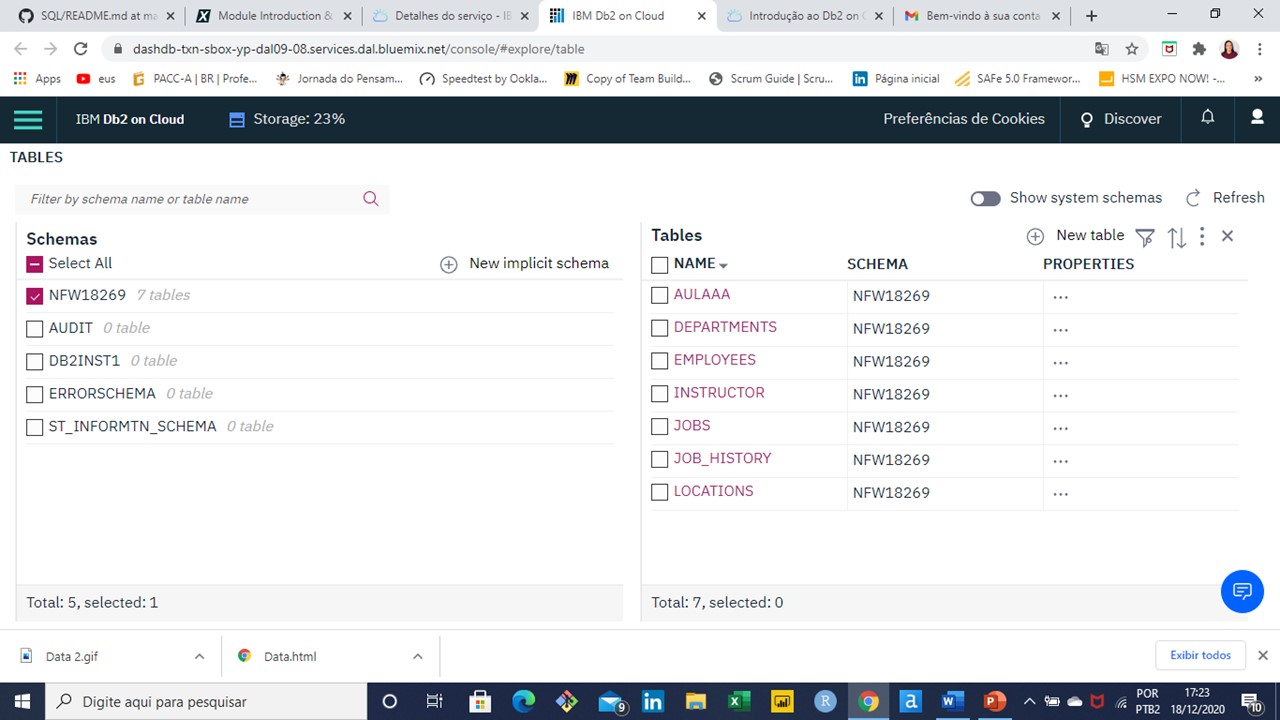 SQL/README.md at ma
Module Introduction &
Detalhes do serviço - IB
IBM Db2 on Cloud
Introdução ao Db2 on C
Bem-vindo à sua conta
dashdb-txn-sbox-yp-dal09-08.services.dal.bluemix.net/console/#explore/table
Apps
eus
PACC-A | BR | Profe...
Jornada do Pensam...
Speedtest by Ookla...
Copy of Team Build...
Scrum Guide | Scru...
Página inicial
SAFe 5.0 Framewor...
HSM EXPO NOW! -...
»
IBM Db2 on Cloud
Storage: 23%
Preferências de Cookies
Discover
TABLES
Filter by schema name or table name
Show system schemas
Refresh
Schemas
Select All
New implicit schema
NFW18269 7 tables
AUDIT 0 table
DB2INST1 0 table
ERRORSCHEMA 0 table
ST_INFORMTN_SCHEMA 0 table
Total: 5, selected: 1
Tables
New table
NAME SCHEMA PROPERTIES
AULAAA NFW18269 ...
DEPARTMENTS NFW18269 ...
EMPLOYEES NFW18269 ...
INSTRUCTOR NFW18269 ...
JOBS NFW18269 ...
JOB_HISTORY NFW18269 ...
LOCATIONS NFW18269 ...
Total: 7, selected: 0
Data 2.gif
Data.html
Exibir todos
Digite aqui para pesquisar
9
POR
PTB2
17:23
18/12/2020
10